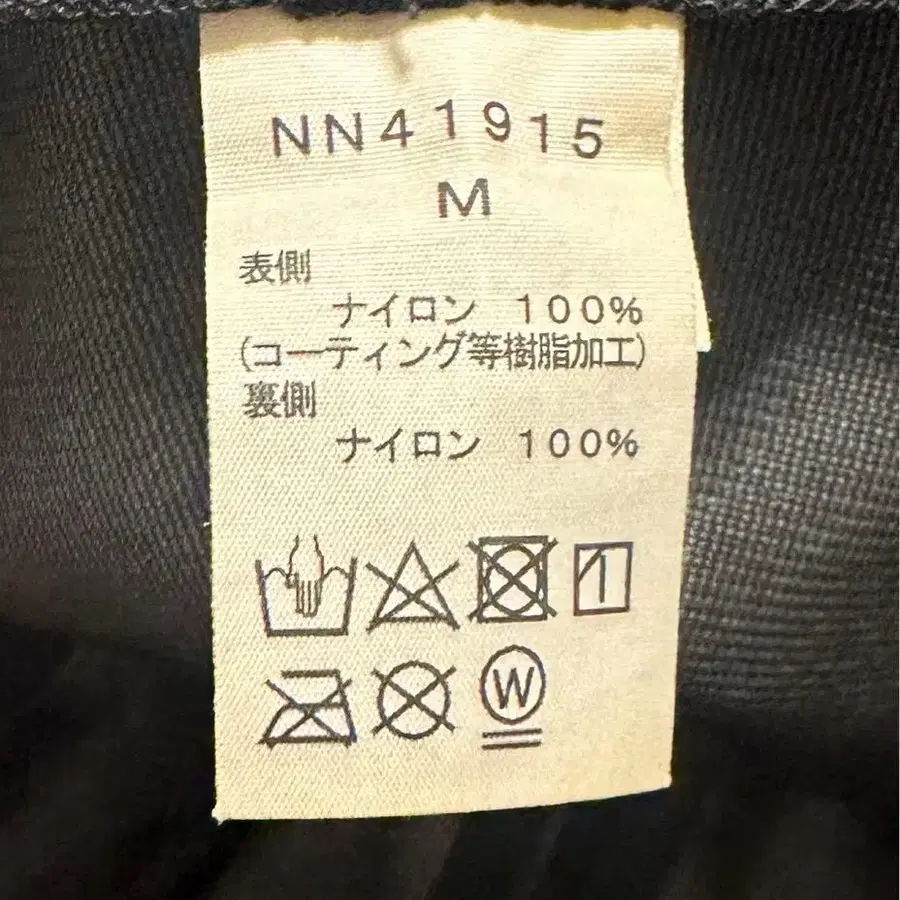 NN41915
M
表側
ナイロン 100%
(コーティング等樹脂加工)
裏側
ナイロン 100%
W